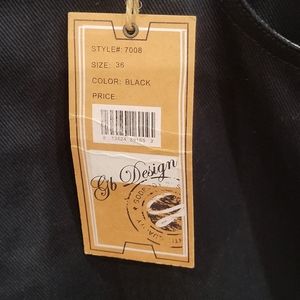 STYLE#: 7008
SIZE: 36
COLOR: BLACK
PRICE:
Gb Design